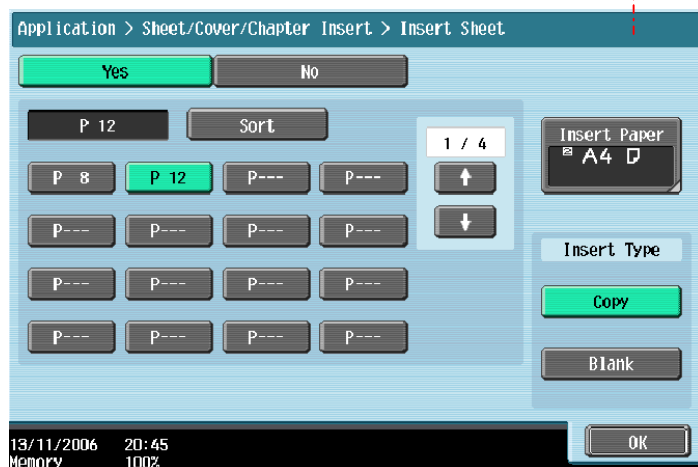 Application > Sheet/Cover/Chapter Insert > Insert Sheet
Yes No
P 12 Sort
1 / 4
Insert Paper
A4
P 8 P 12 P--- P---
P--- P--- P--- P---
Insert Type
P--- P--- P--- P---
Copy
P--- P--- P--- P---
Blank
13/11/2006 20:45
OK
Memory 100%